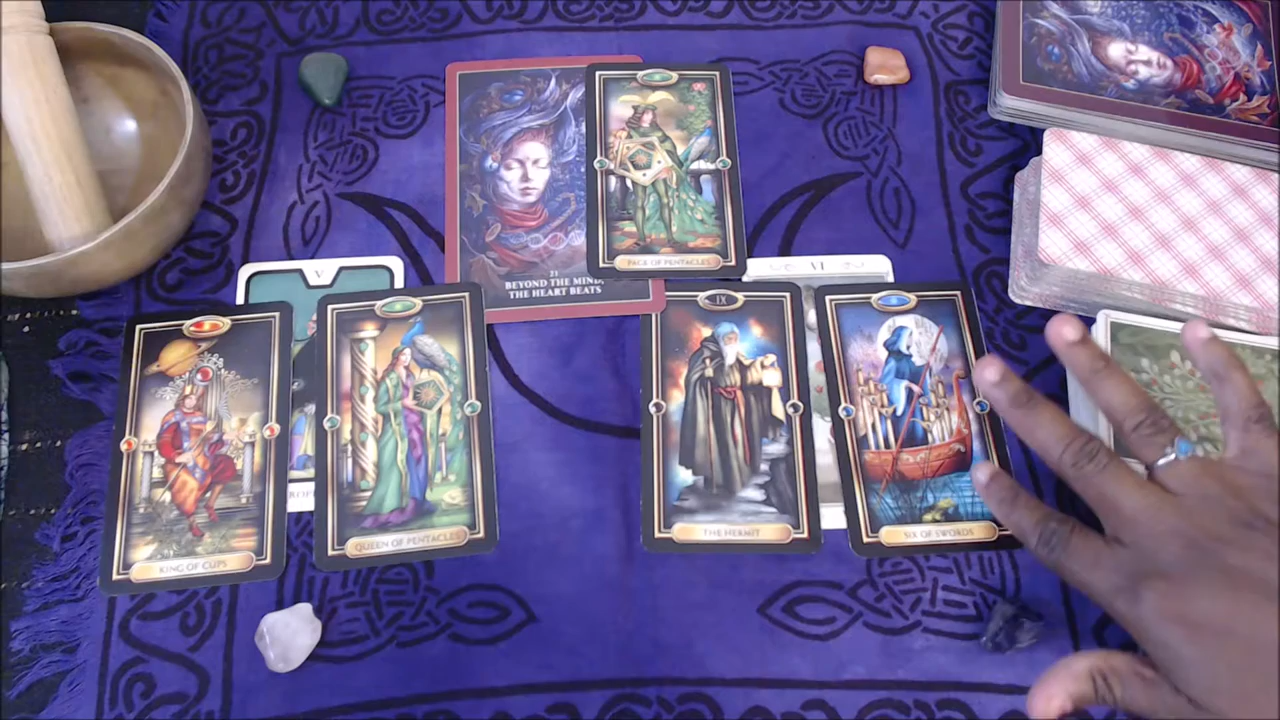 PAGE OF PENTACLES
21
BEYOND THE MIND,
THE HEART BEATS
V
VI
IX
KING OF CUPS
QUEEN OF PENTACLES
THE HERMIT
SIX OF SWORDS